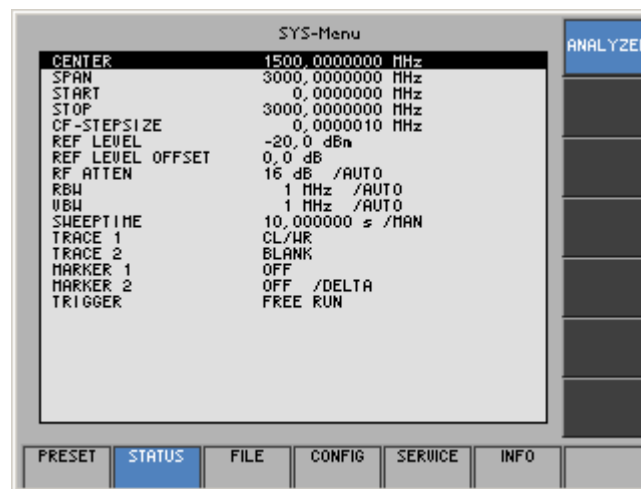 SYS-Menu
ANALYZER
CENTER 1500,0000000 MHz
SPAN 3000,0000000 MHz
START 0,0000000 MHz
STOP 3000,0000000 MHz
CF-STEPSIZE 0,0000010 MHz
REF LEVEL -20,0 dBm
REF LEVEL OFFSET 0,0 dB
RF ATTEN 16 dB /AUTO
RBW 1 MHz /AUTO
VBW 1 MHz /AUTO
SWEEPTIME 10,000000 s /MAN
TRACE 1 CL/WR
TRACE 2 BLANK
MARKER 1 OFF
MARKER 2 OFF /DELTA
TRIGGER FREE RUN
PRESET STATUS FILE CONFIG SERVICE INFO